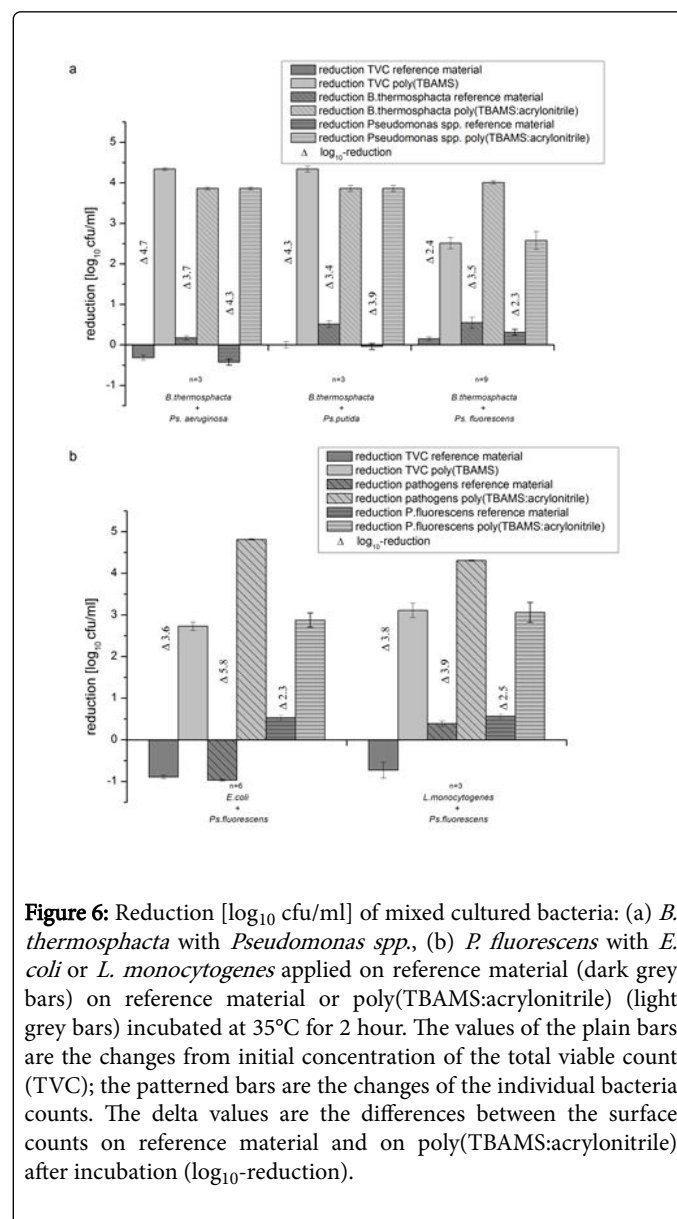 a
reduction TVC reference material
reduction TVC poly(TBAMS)
reduction B.thermosphacta reference material
reduction B.thermosphacta poly(TBAMS:acrylonitrile)
reduction Pseudomonas spp. reference material
reduction Pseudomonas spp. poly(TBAMS:acrylonitrile)
Δ log₁₀-reduction
reduction [log₁₀ cfu/ml]
5
4
3
2
1
0
-1
Δ 4.7
Δ 3.7
Δ 4.3
Δ 4.3
Δ 3.4
Δ 3.9
Δ 2.4
Δ 3.5
Δ 2.3
n=3
B.thermosphacta
+
Ps. aeruginosa
n=3
B.thermosphacta
+
Ps.putida
n=9
B.thermosphacta
+
Ps. fluorescens
b
reduction TVC reference material
reduction TVC poly(TBAMS)
reduction pathogens reference material
reduction pathogens poly(TBAMS:acrylonitrile)
reduction P.fluorescens reference material
reduction P.fluorescens poly(TBAMS:acrylonitrile)
Δ log₁₀-reduction
reduction [log₁₀ cfu/ml]
5
4
3
2
1
0
-1
Δ 3.6
Δ 5.8
Δ 2.3
Δ 3.8
Δ 3.9
Δ 2.5
n=6
E.coli
+
Ps.fluorescens
n=3
L.monocytogenes
+
Ps.fluorescens
Figure 6: Reduction [log₁₀ cfu/ml] of mixed cultured bacteria: (a) B.
thermosphacta with Pseudomonas spp., (b) P. fluorescens with E.
coli or L. monocytogenes applied on reference material (dark grey
bars) on reference material or poly(TBAMS:acrylonitrile) (light
grey bars) incubated at 35°C for 2 hour. The values of the plain bars
are the changes from initial concentration of the total viable count
(TVC); the patterned bars are the changes of the individual bacteria
counts. The delta values are the differences between the surface
counts on reference material and on poly(TBAMS:acrylonitrile)
after incubation (log₁₀-reduction).